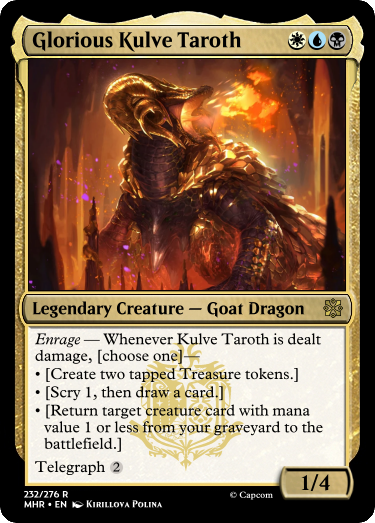 Glorious Kulve Taroth
Legendary Creature — Goat Dragon
Enrage — Whenever Kulve Taroth is dealt
damage, [choose one]—
• [Create two tapped Treasure tokens.]
• [Scry 1, then draw a card.]
• [Return target creature card with mana
value 1 or less from your graveyard to the
battlefield.]
Telegraph 2
1/4
232/276 R
MHR • EN Kirillova Polina
© Capcom